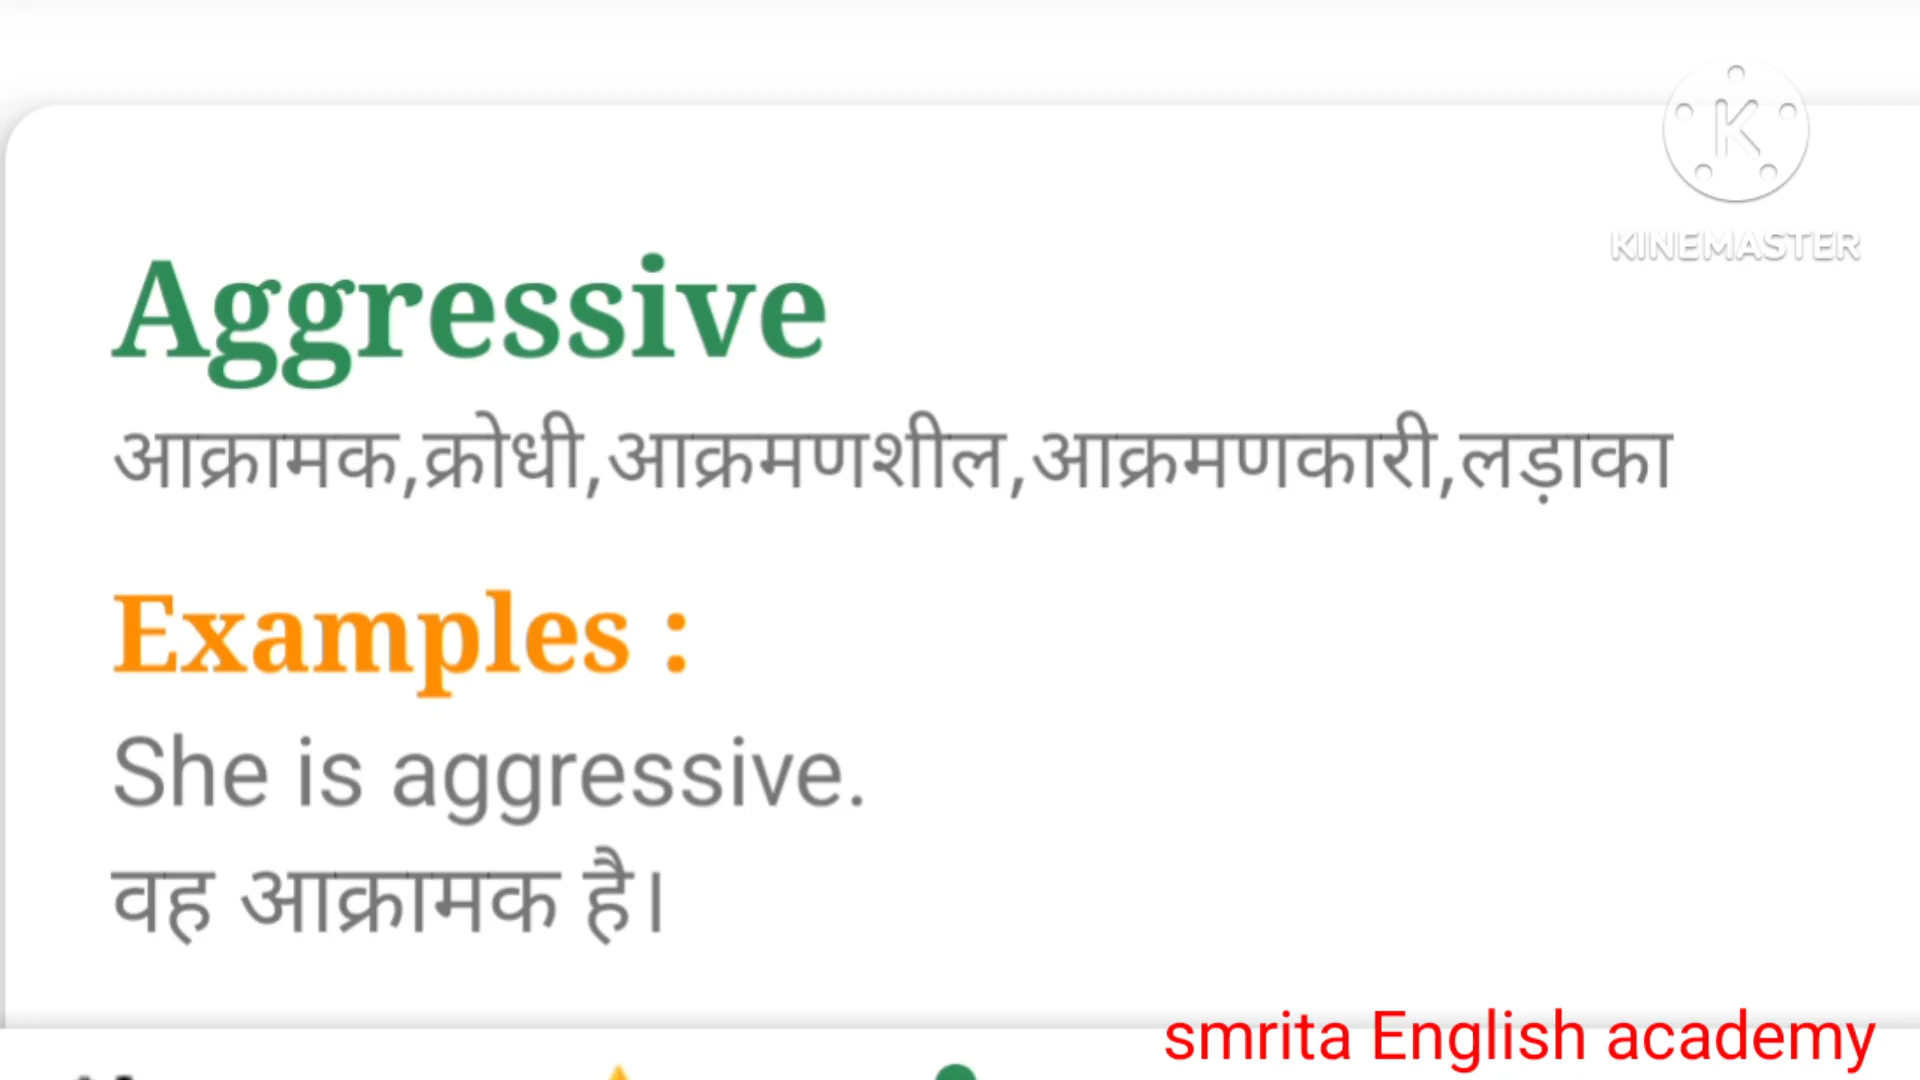 KINEMASTER
Aggressive
आक्रामक,क्रोधी,आक्रमणशील,आक्रमणकारी,लड़ाका
Examples :
She is aggressive.
वह आक्रामक है।
smrita English academy